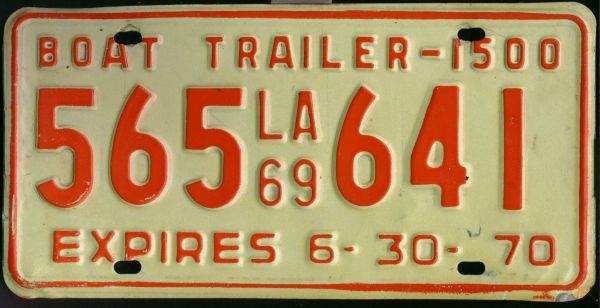 BOAT TRAILER-1500
565 LA 69 641
EXPIRES 6-30-70